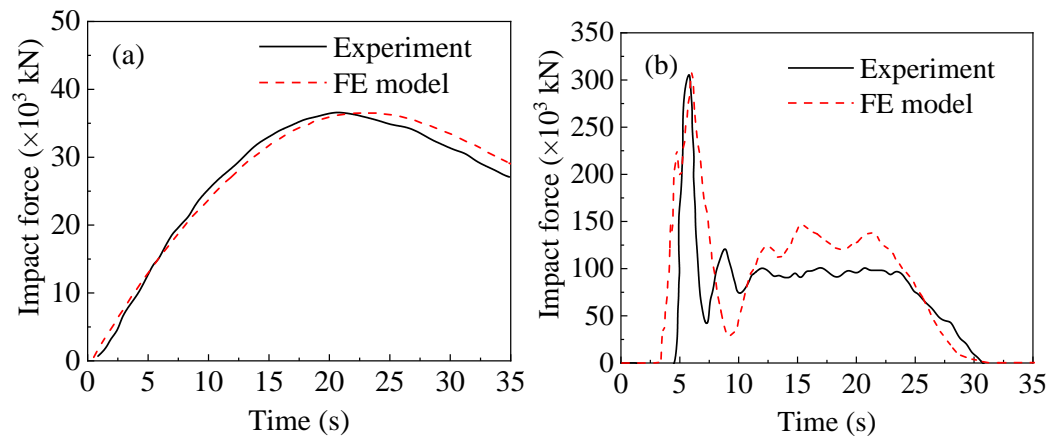 (a)
Experiment
FE model
50
40
30
20
10
0
Impact force (×10³ kN)
0 5 10 15 20 25 30 35
Time (s)
(b)
Experiment
FE model
350
300
250
200
150
100
50
0
Impact force (×10³ kN)
0 5 10 15 20 25 30 35
Time (s)